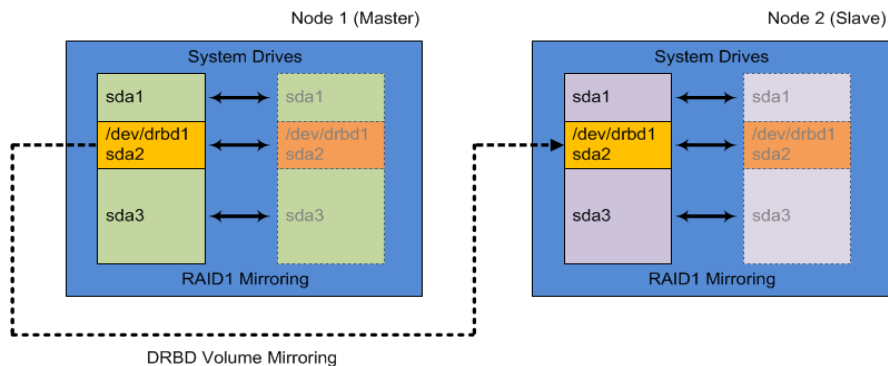 Node 1 (Master)
Node 2 (Slave)
System Drives
sda1
sda1
/dev/drbd1
sda2
/dev/drbd1
sda2
sda3
sda3
RAID1 Mirroring
System Drives
sda1
sda1
/dev/drbd1
sda2
/dev/drbd1
sda2
sda3
sda3
RAID1 Mirroring
DRBD Volume Mirroring